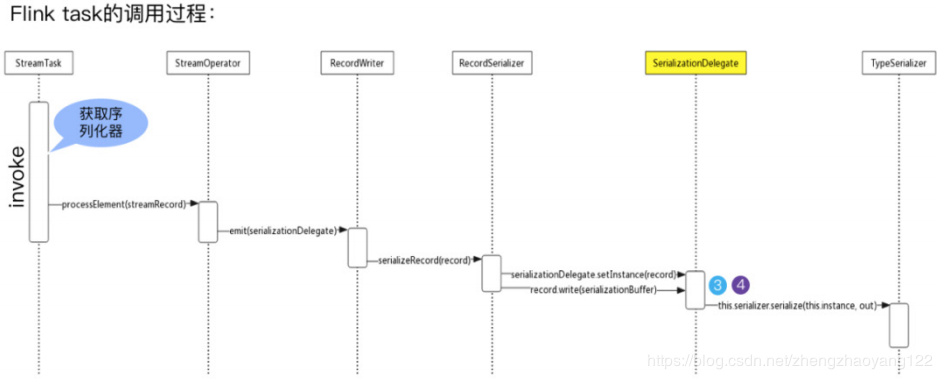 Flink task的调用过程：
StreamTask
StreamOperator
RecordWriter
RecordSerializer
SerializationDelegate
TypeSerializer
获取序
列化器
invoke
processElement(streamRecord)
emit(serializationDelegate)
serializeRecord(record)
serializationDelegate.setInstance(record)
record.write(serializationBuffer)
3 4
this.serializer.serialize(this.instance, out)
https://blog.csdn.net/zhengzhaoyang122